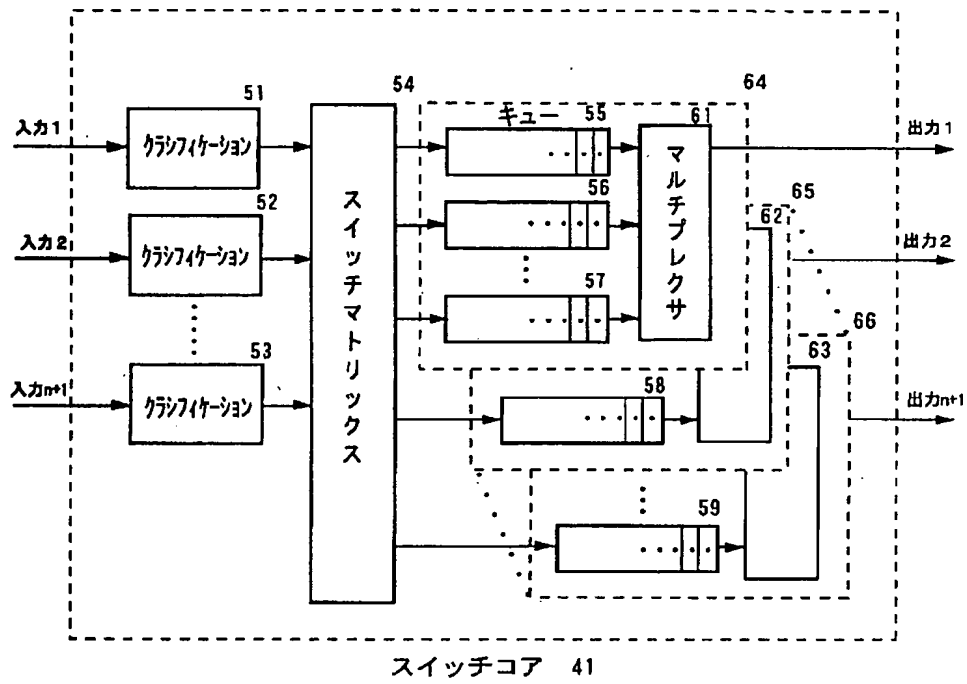 51
入力1
クラシフィケーション
52
入力2
クラシフィケーション
53
入力n+1
クラシフィケーション
54
スイッチマトリックス
64
キュー
55
56
57
58
59
61
マルチプレクサ
62
65
63
66
出力1
出力2
出力n+1
スイッチコア 41